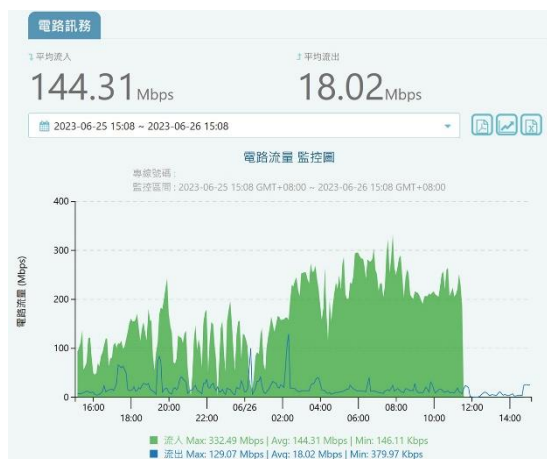 電路訊務
平均流入
平均流出
144.31 Mbps
18.02 Mbps
2023-06-25 15:08 ~ 2023-06-26 15:08
電路流量 監控圖
專線號碼 :
監控區間 : 2023-06-25 15:08 GMT+08:00 ~ 2023-06-26 15:08 GMT+08:00
電路流量 (Mbps)
400
300
200
100
0
16:00
18:00
20:00
22:00
06/26
02:00
04:00
06:00
08:00
10:00
12:00
14:00
流入 Max: 332.49 Mbps | Avg: 144.31 Mbps | Min: 146.11 Kbps
流出 Max: 129.07 Mbps | Avg: 18.02 Mbps | Min: 379.97 Kbps